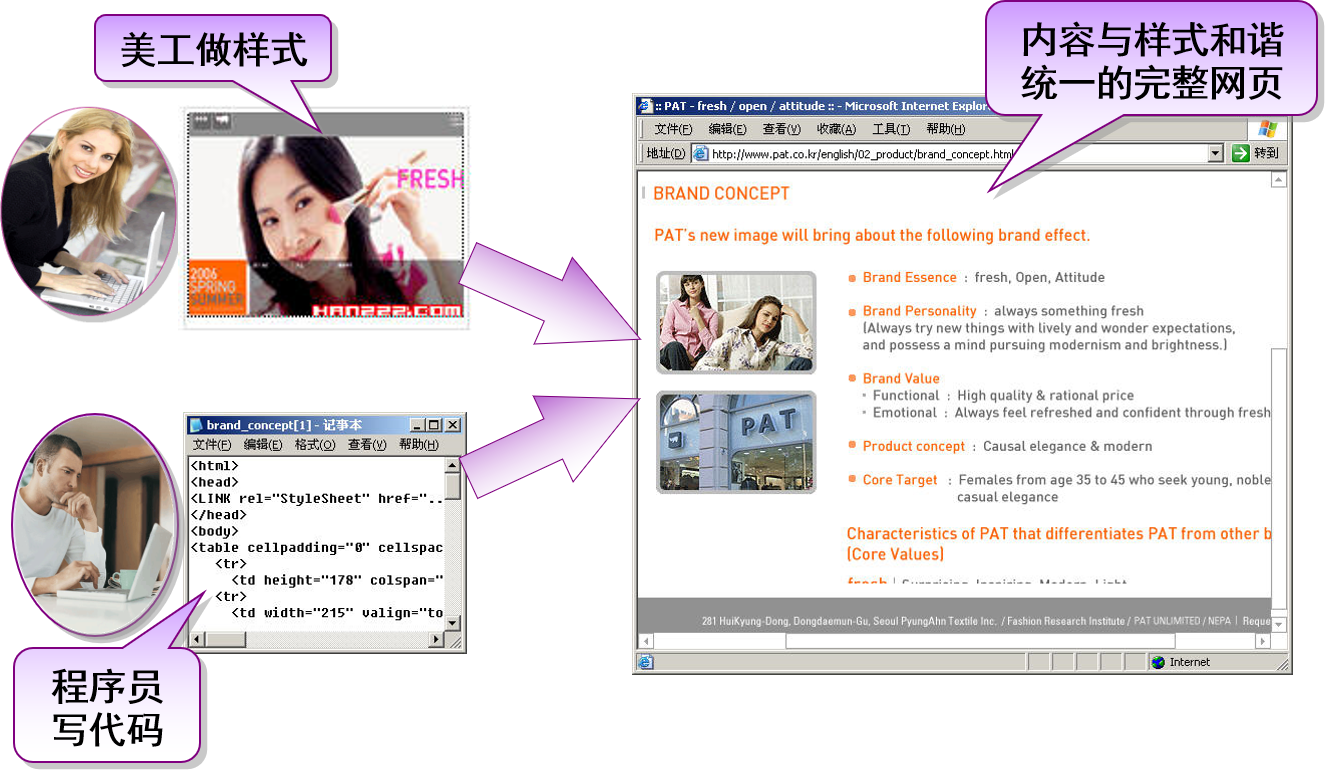 美工做样式
FRESH
2006
SPRING
SUMMER
HANZZZ.COM
程序员
写代码
brand_concept[1] - 记事本
文件(F) 编辑(E) 格式(O) 查看(V) 帮助(H)
<html>
<head>
<LINK rel="StyleSheet" href="..
</head>
<body>
<table cellpadding="0" cellspac
<tr>
<td height="178" colspan="
<tr>
<td width="215" valign="to
内容与样式和谐
统一的完整网页
:: PAT - fresh / open / attitude :: - Microsoft Internet Explor
文件(F) 编辑(E) 查看(V) 收藏(A) 工具(T) 帮助(H)
地址(D) http://www.pat.co.kr/english/02_product/brand_concept.html 转到
BRAND CONCEPT
PAT's new image will bring about the following brand effect.
Brand Essence : fresh, Open, Attitude
Brand Personality : always something fresh
(Always try new things with lively and wonder expectations,
and possess a mind pursuing modernism and brightness.)
Brand Value
Functional : High quality & rational price
Emotional : Always feel refreshed and confident through fresh
PAT
Product concept : Causal elegance & modern
Core Target : Females from age 35 to 45 who seek young, noble
casual elegance
Characteristics of PAT that differentiates PAT from other b
(Core Values)
fresh | Surprising, Inspiring, Modern, Light
281 HuiKyung-Dong, Dongdaemun-Gu, Seoul PyungAhn Textile Inc. / Fashion Research Institute / PAT UNLIMITED / NEPA | Reque
Internet